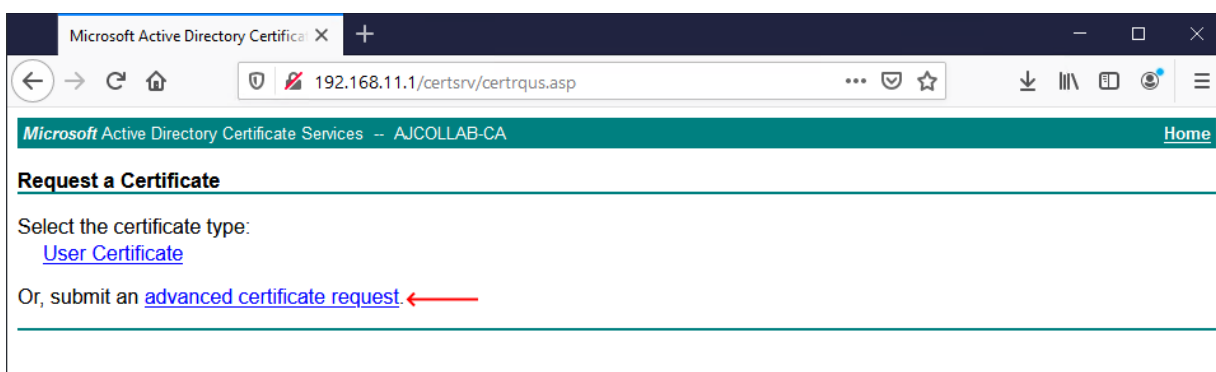 Microsoft Active Directory Certificat
192.168.11.1/certsrv/certrqus.asp
Microsoft Active Directory Certificate Services -- AJCOLLAB-CA Home
Request a Certificate
Select the certificate type:
User Certificate
Or, submit an advanced certificate request.